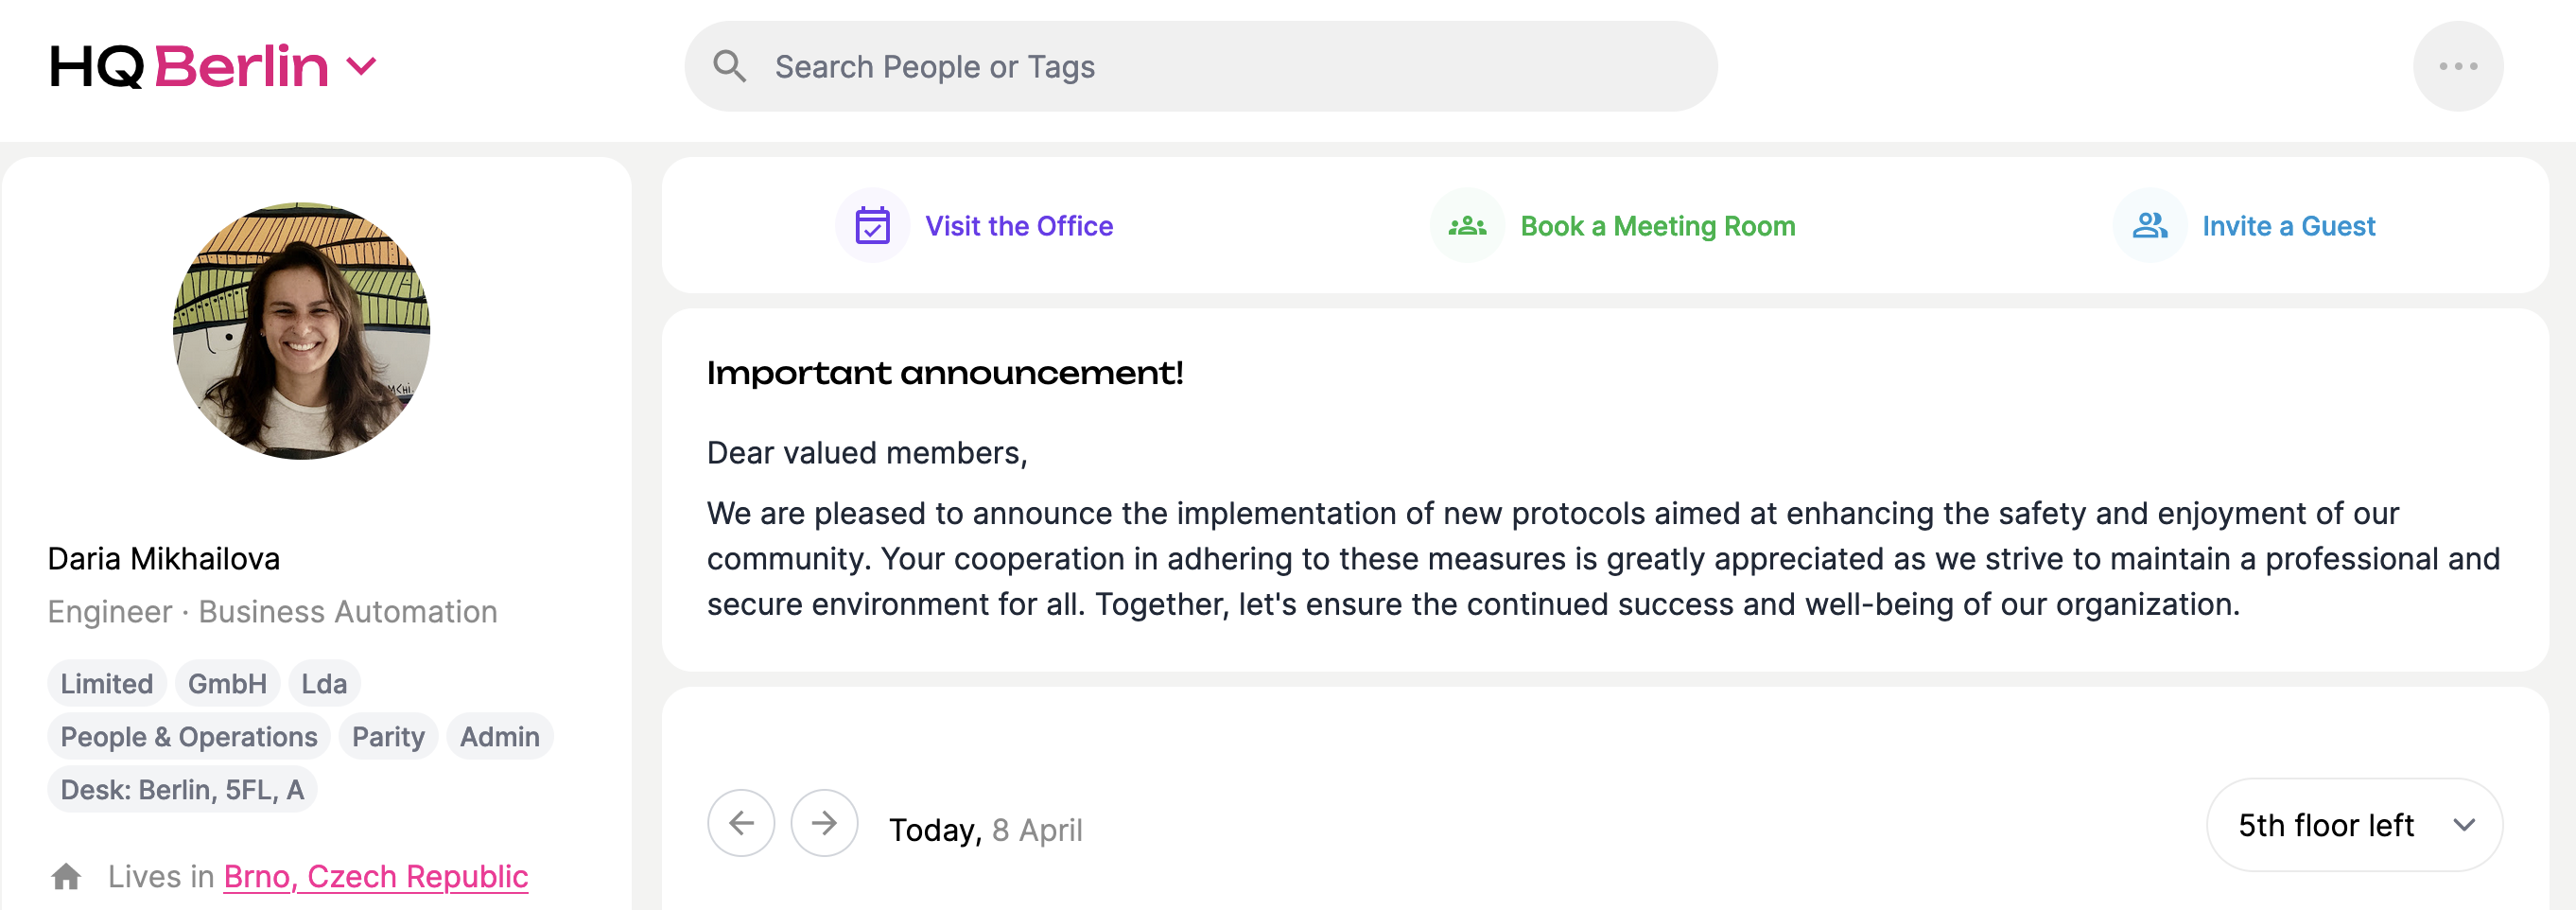 HQ Berlin
Search People or Tags
Visit the Office
Book a Meeting Room
Invite a Guest
Daria Mikhailova
Engineer · Business Automation
Limited
GmbH
Lda
People & Operations
Parity
Admin
Desk: Berlin, 5FL, A
Lives in Brno, Czech Republic
Important announcement!
Dear valued members,
We are pleased to announce the implementation of new protocols aimed at enhancing the safety and enjoyment of our
community. Your cooperation in adhering to these measures is greatly appreciated as we strive to maintain a professional and
secure environment for all. Together, let's ensure the continued success and well-being of our organization.
Today, 8 April
5th floor left